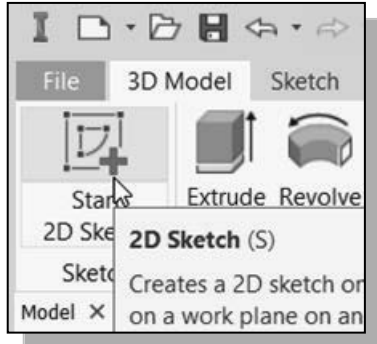 File 3D Model Sketch
Start
2D Ske
Extrude Revolve
Sketc
2D Sketch (S)
Creates a 2D sketch on
on a work plane on an
Model ×